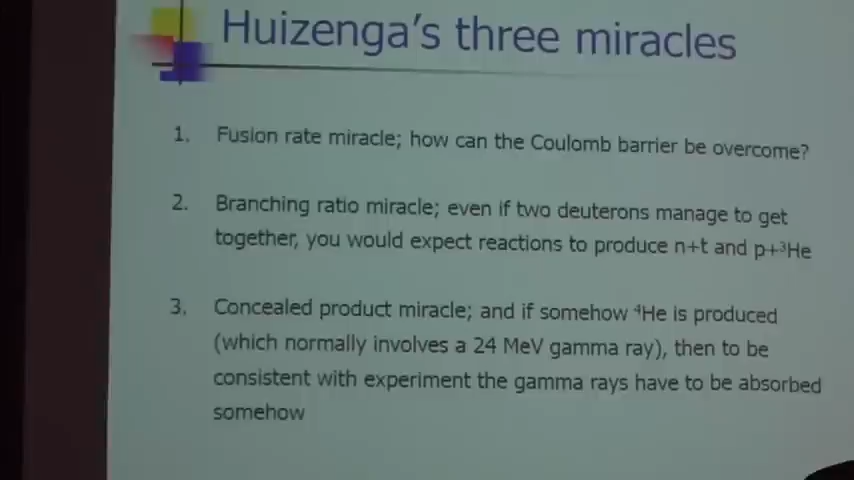 Huizenga's three miracles
1. Fusion rate miracle; how can the Coulomb barrier be overcome?
2. Branching ratio miracle; even if two deuterons manage to get
together, you would expect reactions to produce n+t and p+³He
3. Concealed product miracle; and if somehow ⁴He is produced
(which normally involves a 24 MeV gamma ray), then to be
consistent with experiment the gamma rays have to be absorbed
somehow